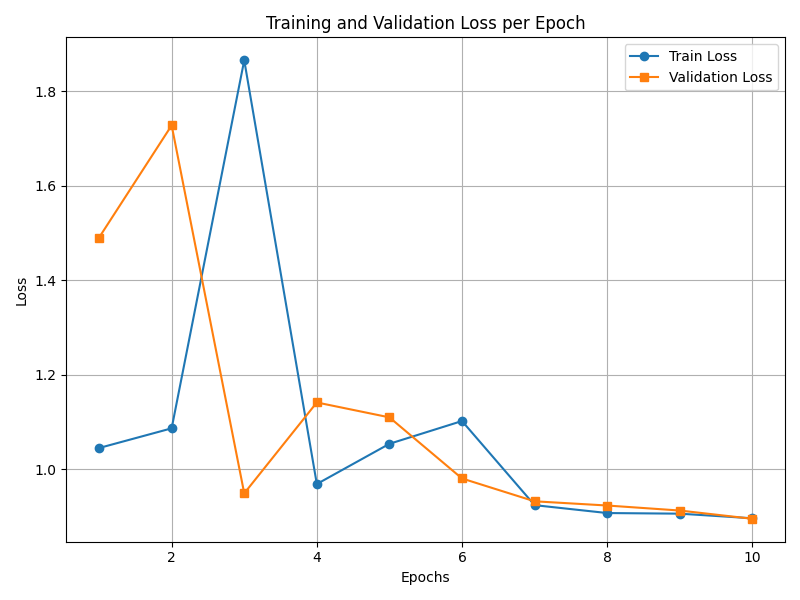 Training and Validation Loss per Epoch
Train Loss
Validation Loss
1.8
1.6
1.4
1.2
1.0
Loss
2 4 6 8 10
Epochs